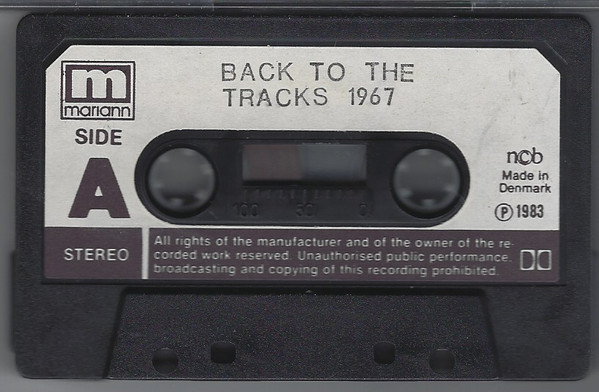 BACK TO THE
TRACKS 1967
m
mariann
SIDE
A
ncb
Made in
Denmark
Ⓟ 1983
100 50 0
STEREO
All rights of the manufacturer and of the owner of the re-
corded work reserved. Unauthorised public performance.
broadcasting and copying of this recording prohibited.